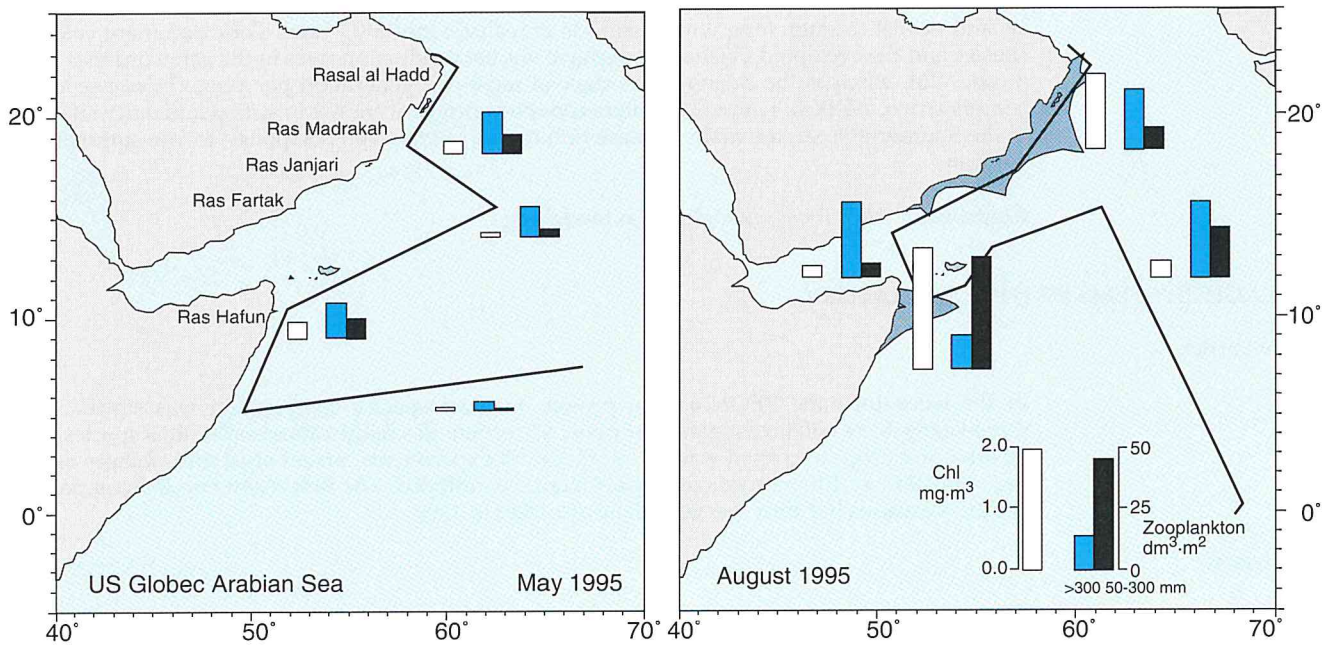 Rasal al Hadd
Ras Madrakah
Ras Janjari
Ras Fartak
Ras Hafun
US Globec Arabian Sea
May 1995
20˚
10˚
0˚
40˚
50˚
60˚
70˚
August 1995
Chl
mg·m³
2.0
1.0
0.0
50
25
0
Zooplankton
dm³·m²
>300 50-300 mm
20˚
10˚
0˚
40˚
50˚
60˚
70˚